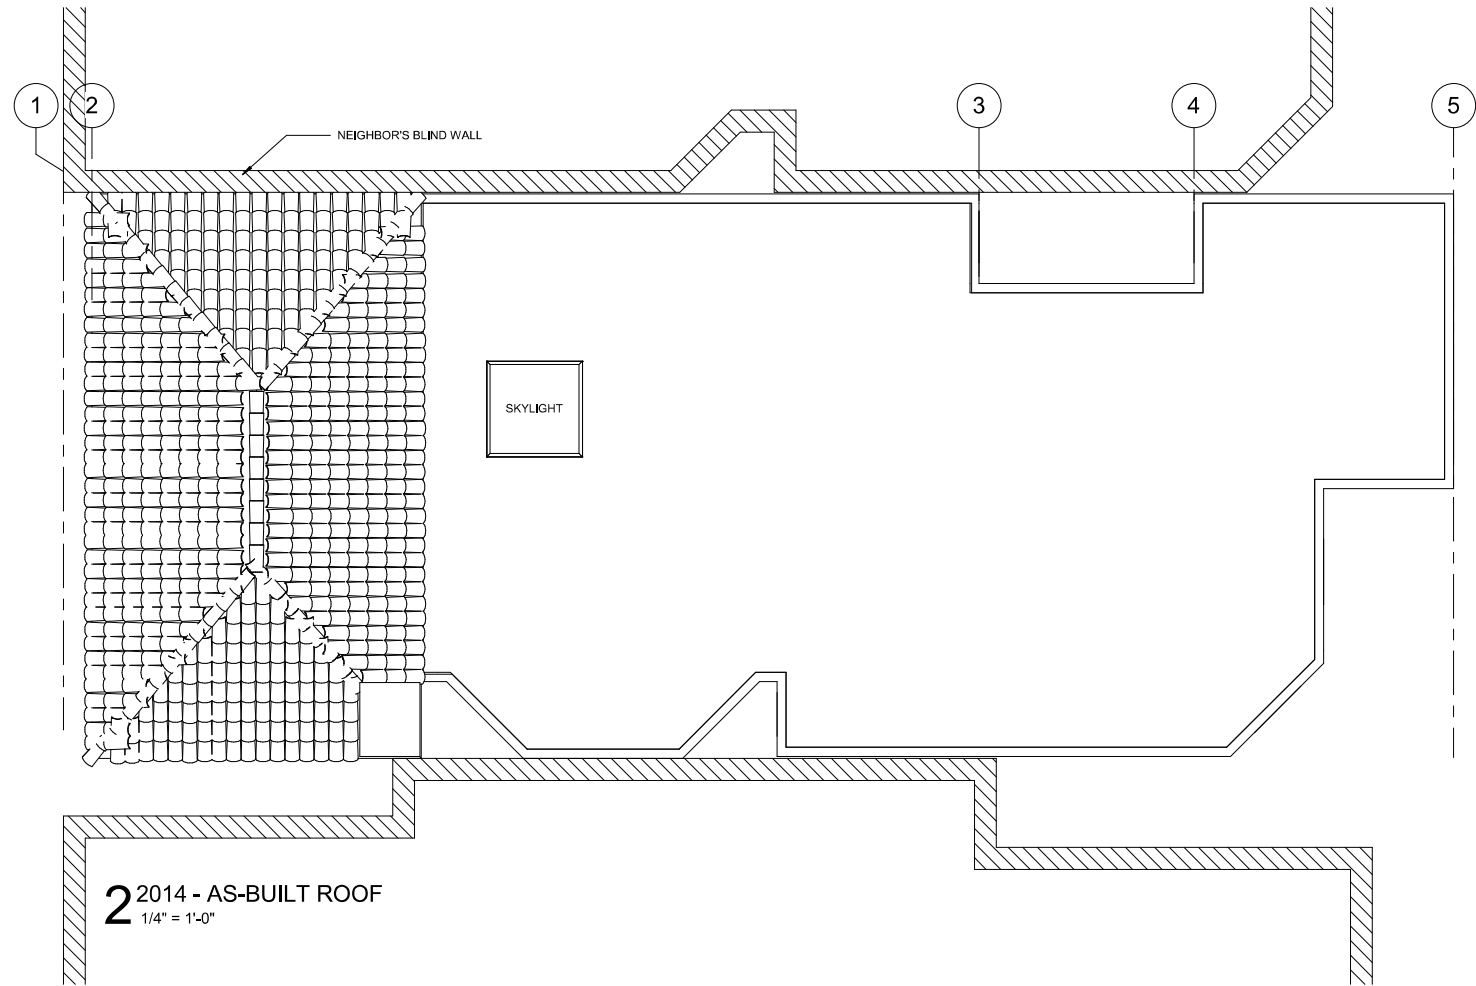 1
2
3
4
5
NEIGHBOR'S BLIND WALL
SKYLIGHT
2
2014 - AS-BUILT ROOF
1/4" = 1'-0"